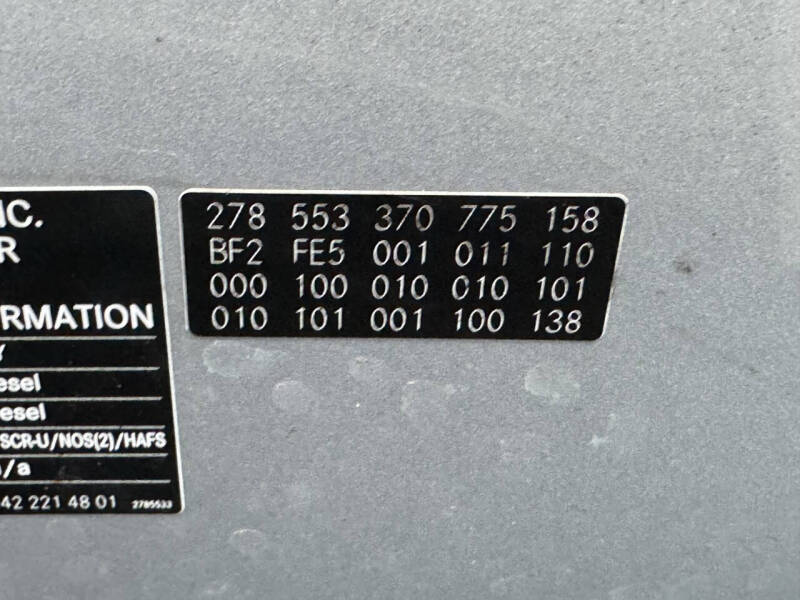 IC.
R
RMATION
Y
esel
esel
SCR-U/NOS(2)/HAFS
/a
42 221 48 01 2785533
278 553 370 775 158
BF2 FE5 001 011 110
000 100 010 010 101
010 101 001 100 138